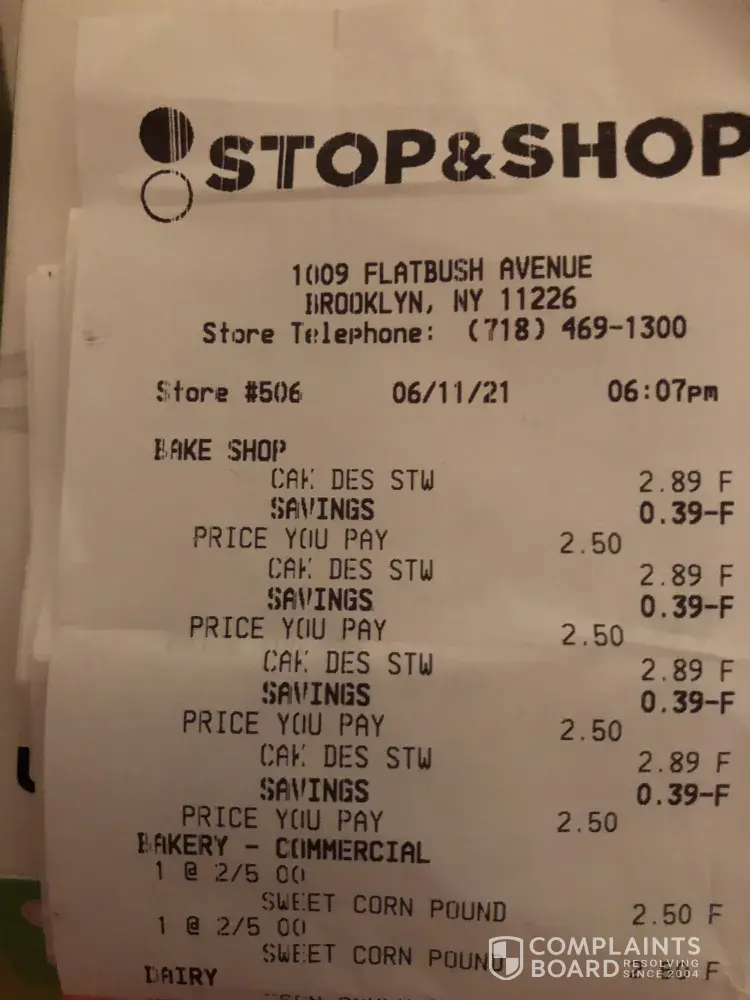 STOP&SHOP
1009 FLATBUSH AVENUE
BROOKLYN, NY 11226
Store Telephone: (718) 469-1300
Store #506 06/11/21 06:07pm
BAKE SHOP
CAK DES STW 2.89 F
SAVINGS 0.39-F
PRICE YOU PAY 2.50
CAK DES STW 2.89 F
SAVINGS 0.39-F
PRICE YOU PAY 2.50
CAK DES STW 2.89 F
SAVINGS 0.39-F
PRICE YOU PAY 2.50
CAK DES STW 2.89 F
SAVINGS 0.39-F
PRICE YOU PAY 2.50
BAKERY - COMMERCIAL
1 @ 2/5 00
SWEET CORN POUND 2.50 F
1 @ 2/5 00
SWEET CORN POUND F
DAIRY
COMPLAINTS
BOARD RESOLVING
SINCE 2004